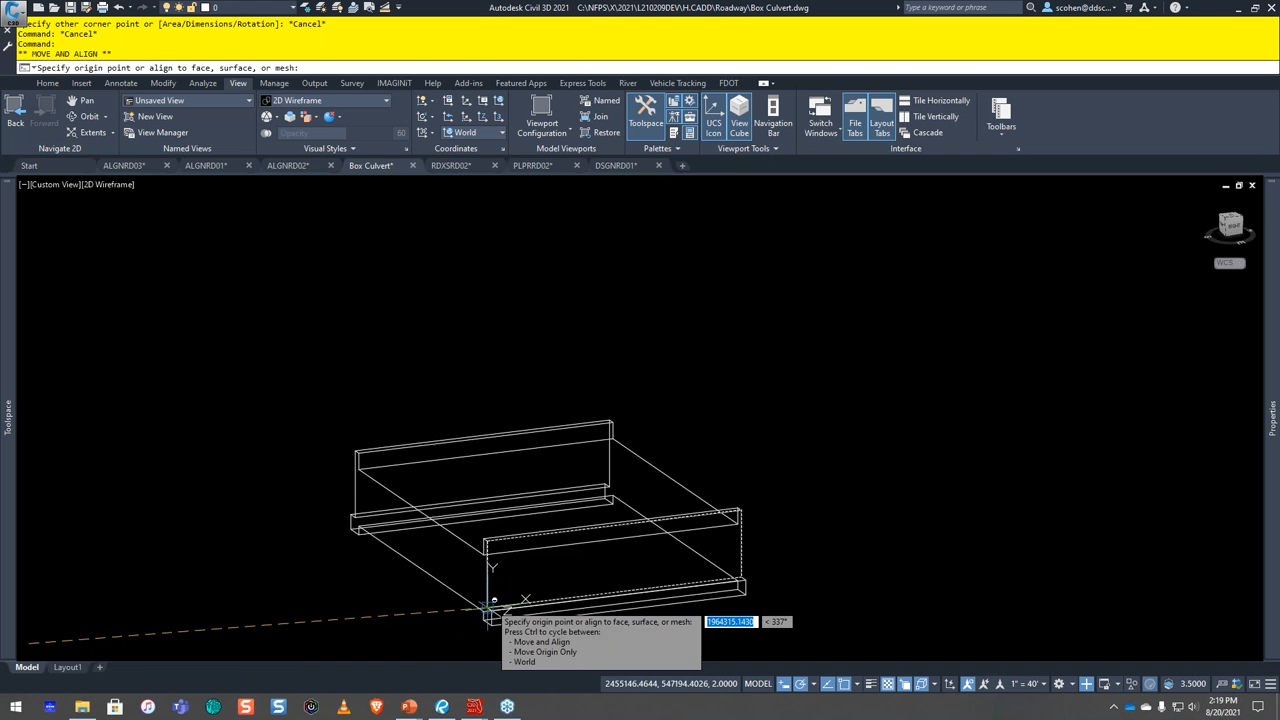 Autodesk Civil 3D 2021 C:\NFPS\X\2021\L210209DEV\H.CADD\Roadway\Box Culvert.dwg
Type a keyword or phrase
scohen@ddsc...
Specify other corner point or [Area/Dimensions/Rotation]: *Cancel*
Command: *Cancel*
Command:
** MOVE AND ALIGN **
Specify origin point or align to face, surface, or mesh:
C3D
0
Home Insert Annotate Modify Analyze View Manage Output Survey IMAGINiT Help Add-ins Featured Apps Express Tools River Vehicle Tracking FDOT
Back Forward Pan Orbit Extents Navigate 2D
Unsaved View New View View Manager Named Views
2D Wireframe Opacity 60 Visual Styles
World Coordinates
Viewport Configuration Named Join Restore Model Viewports
Toolspace Palettes
UCS Icon View Cube Navigation Bar Viewport Tools
Switch Windows File Tabs Layout Tabs Tile Horizontally Tile Vertically Cascade Interface
Toolbars
Start ALGNRD03* ALGNRD01* ALGNRD02* Box Culvert* RDXSRD02* PLPRRD02* DSGNRD01*
[−][Custom View][2D Wireframe]
WCS
Toolspace
Properties
Y
X
Z
Specify origin point or align to face, surface, or mesh:
1964315.1430 < 337°
Press Ctrl to cycle between:
- Move and Align
- Move Origin Only
- World
Model Layout1 +
2455146.4644, 547194.4026, 2.0000 MODEL 1" = 40' 3.5000
2:19 PM
8/20/2021